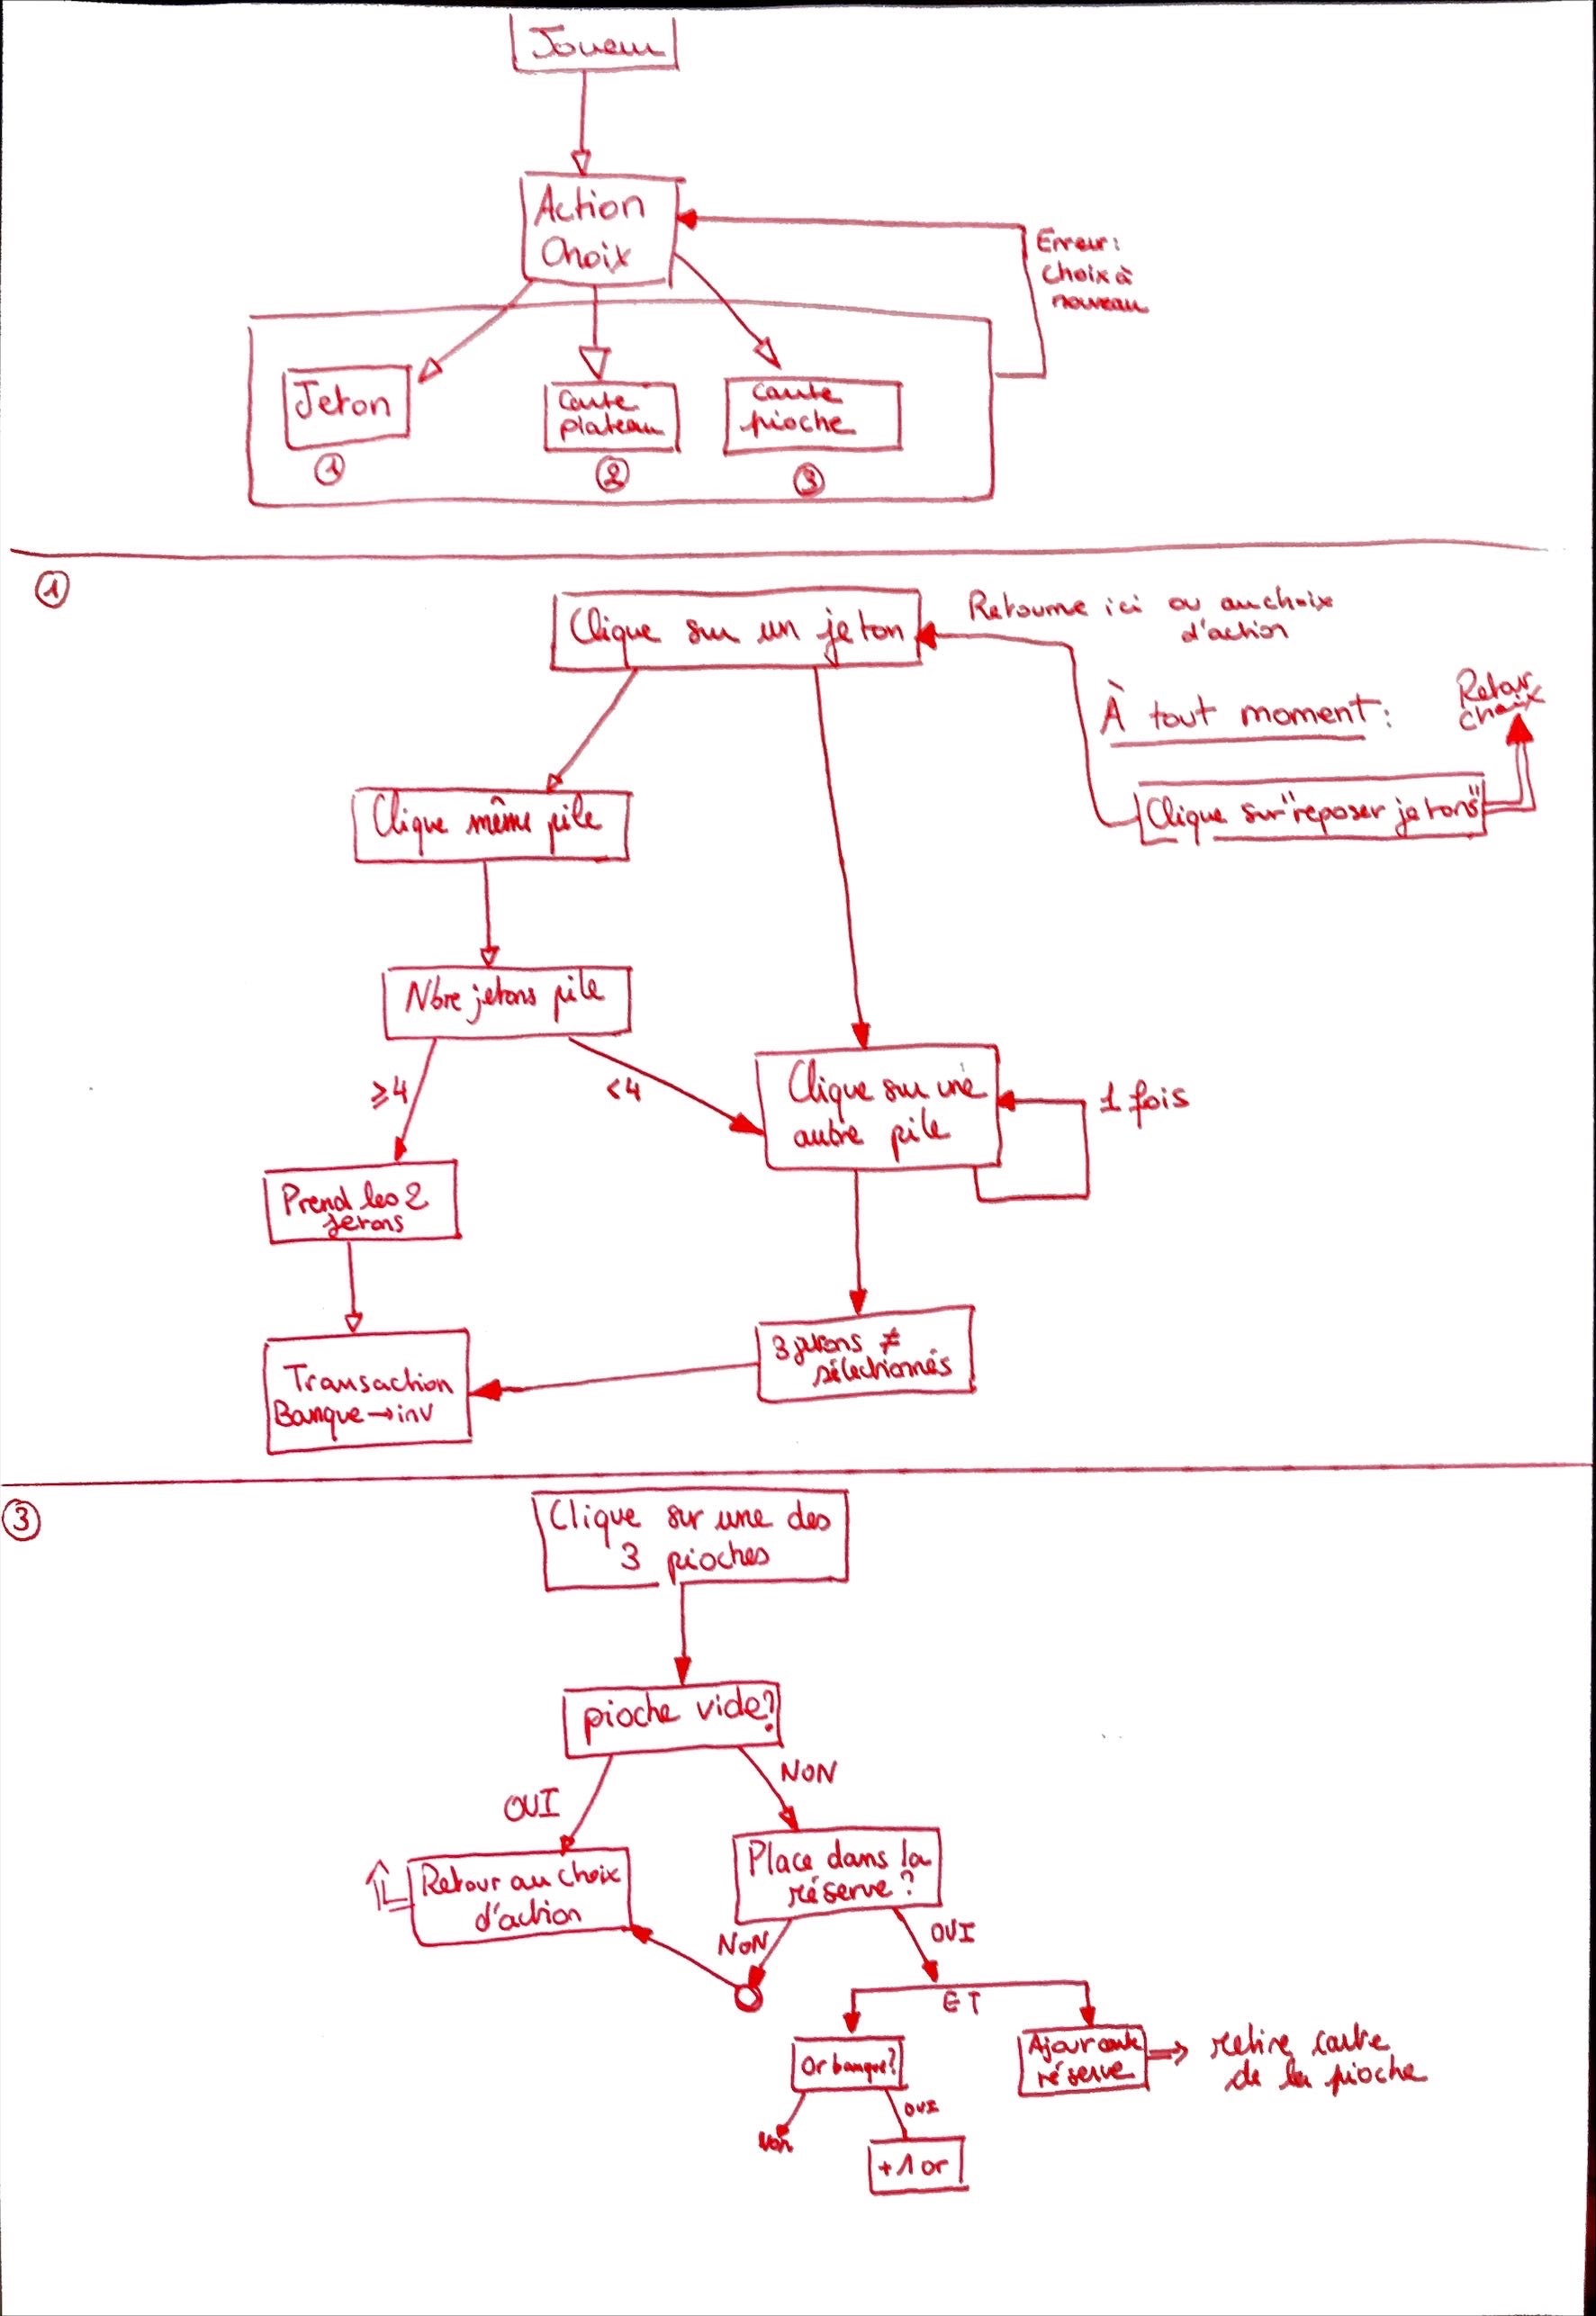 Joueur
Action
Choix
Erreur:
choix à
nouveau
Jeton
Carte
plateau
Carte
pioche
①
②
③
①
Clique sur un jeton
Retourne ici ou au choix
d'action
À tout moment:
Retour
choix
Clique sur "reposer jetons"
Clique même pile
Nbre jetons pile
≥4
<4
Clique sur une
autre pile
1 fois
Prend les 2
jetons
3 jetons ≠
sélectionnés
Transaction
Banque → inv
③
Clique sur une des
3 pioches
pioche vide?
OUI
NON
Retour au choix
d'action
Place dans la
réserve?
NON
OUI
ET
Or banque?
Ajout carte
réserve
⇒ retire carte
de la pioche
Non
OUI
+1 or